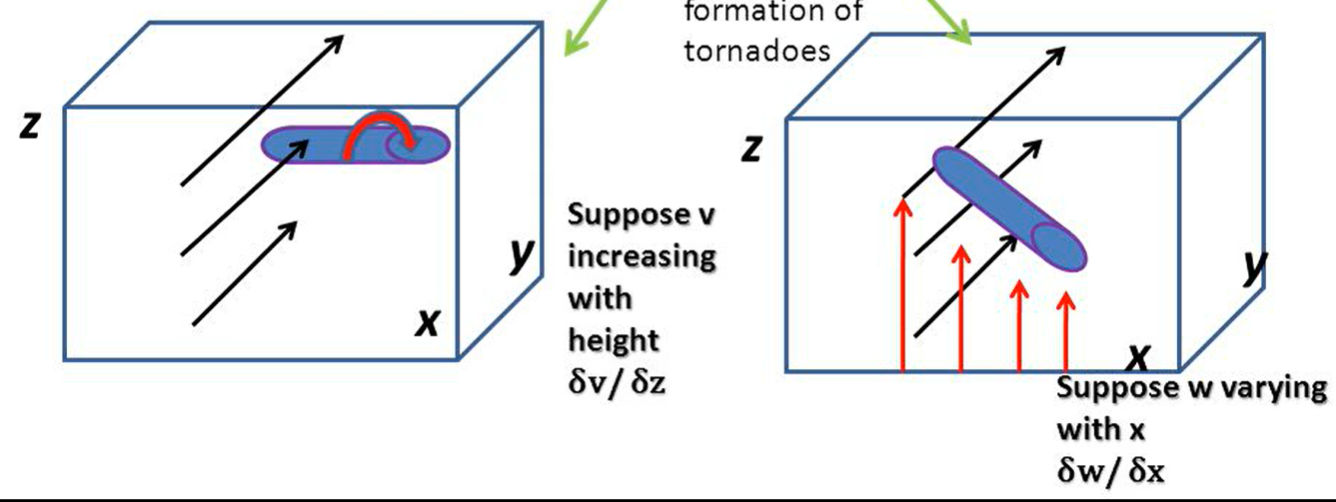 formation of
tornadoes
z
y
x
Suppose v
increasing
with
height
δv/ δz
z
y
x
Suppose w varying
with x
δw/ δx